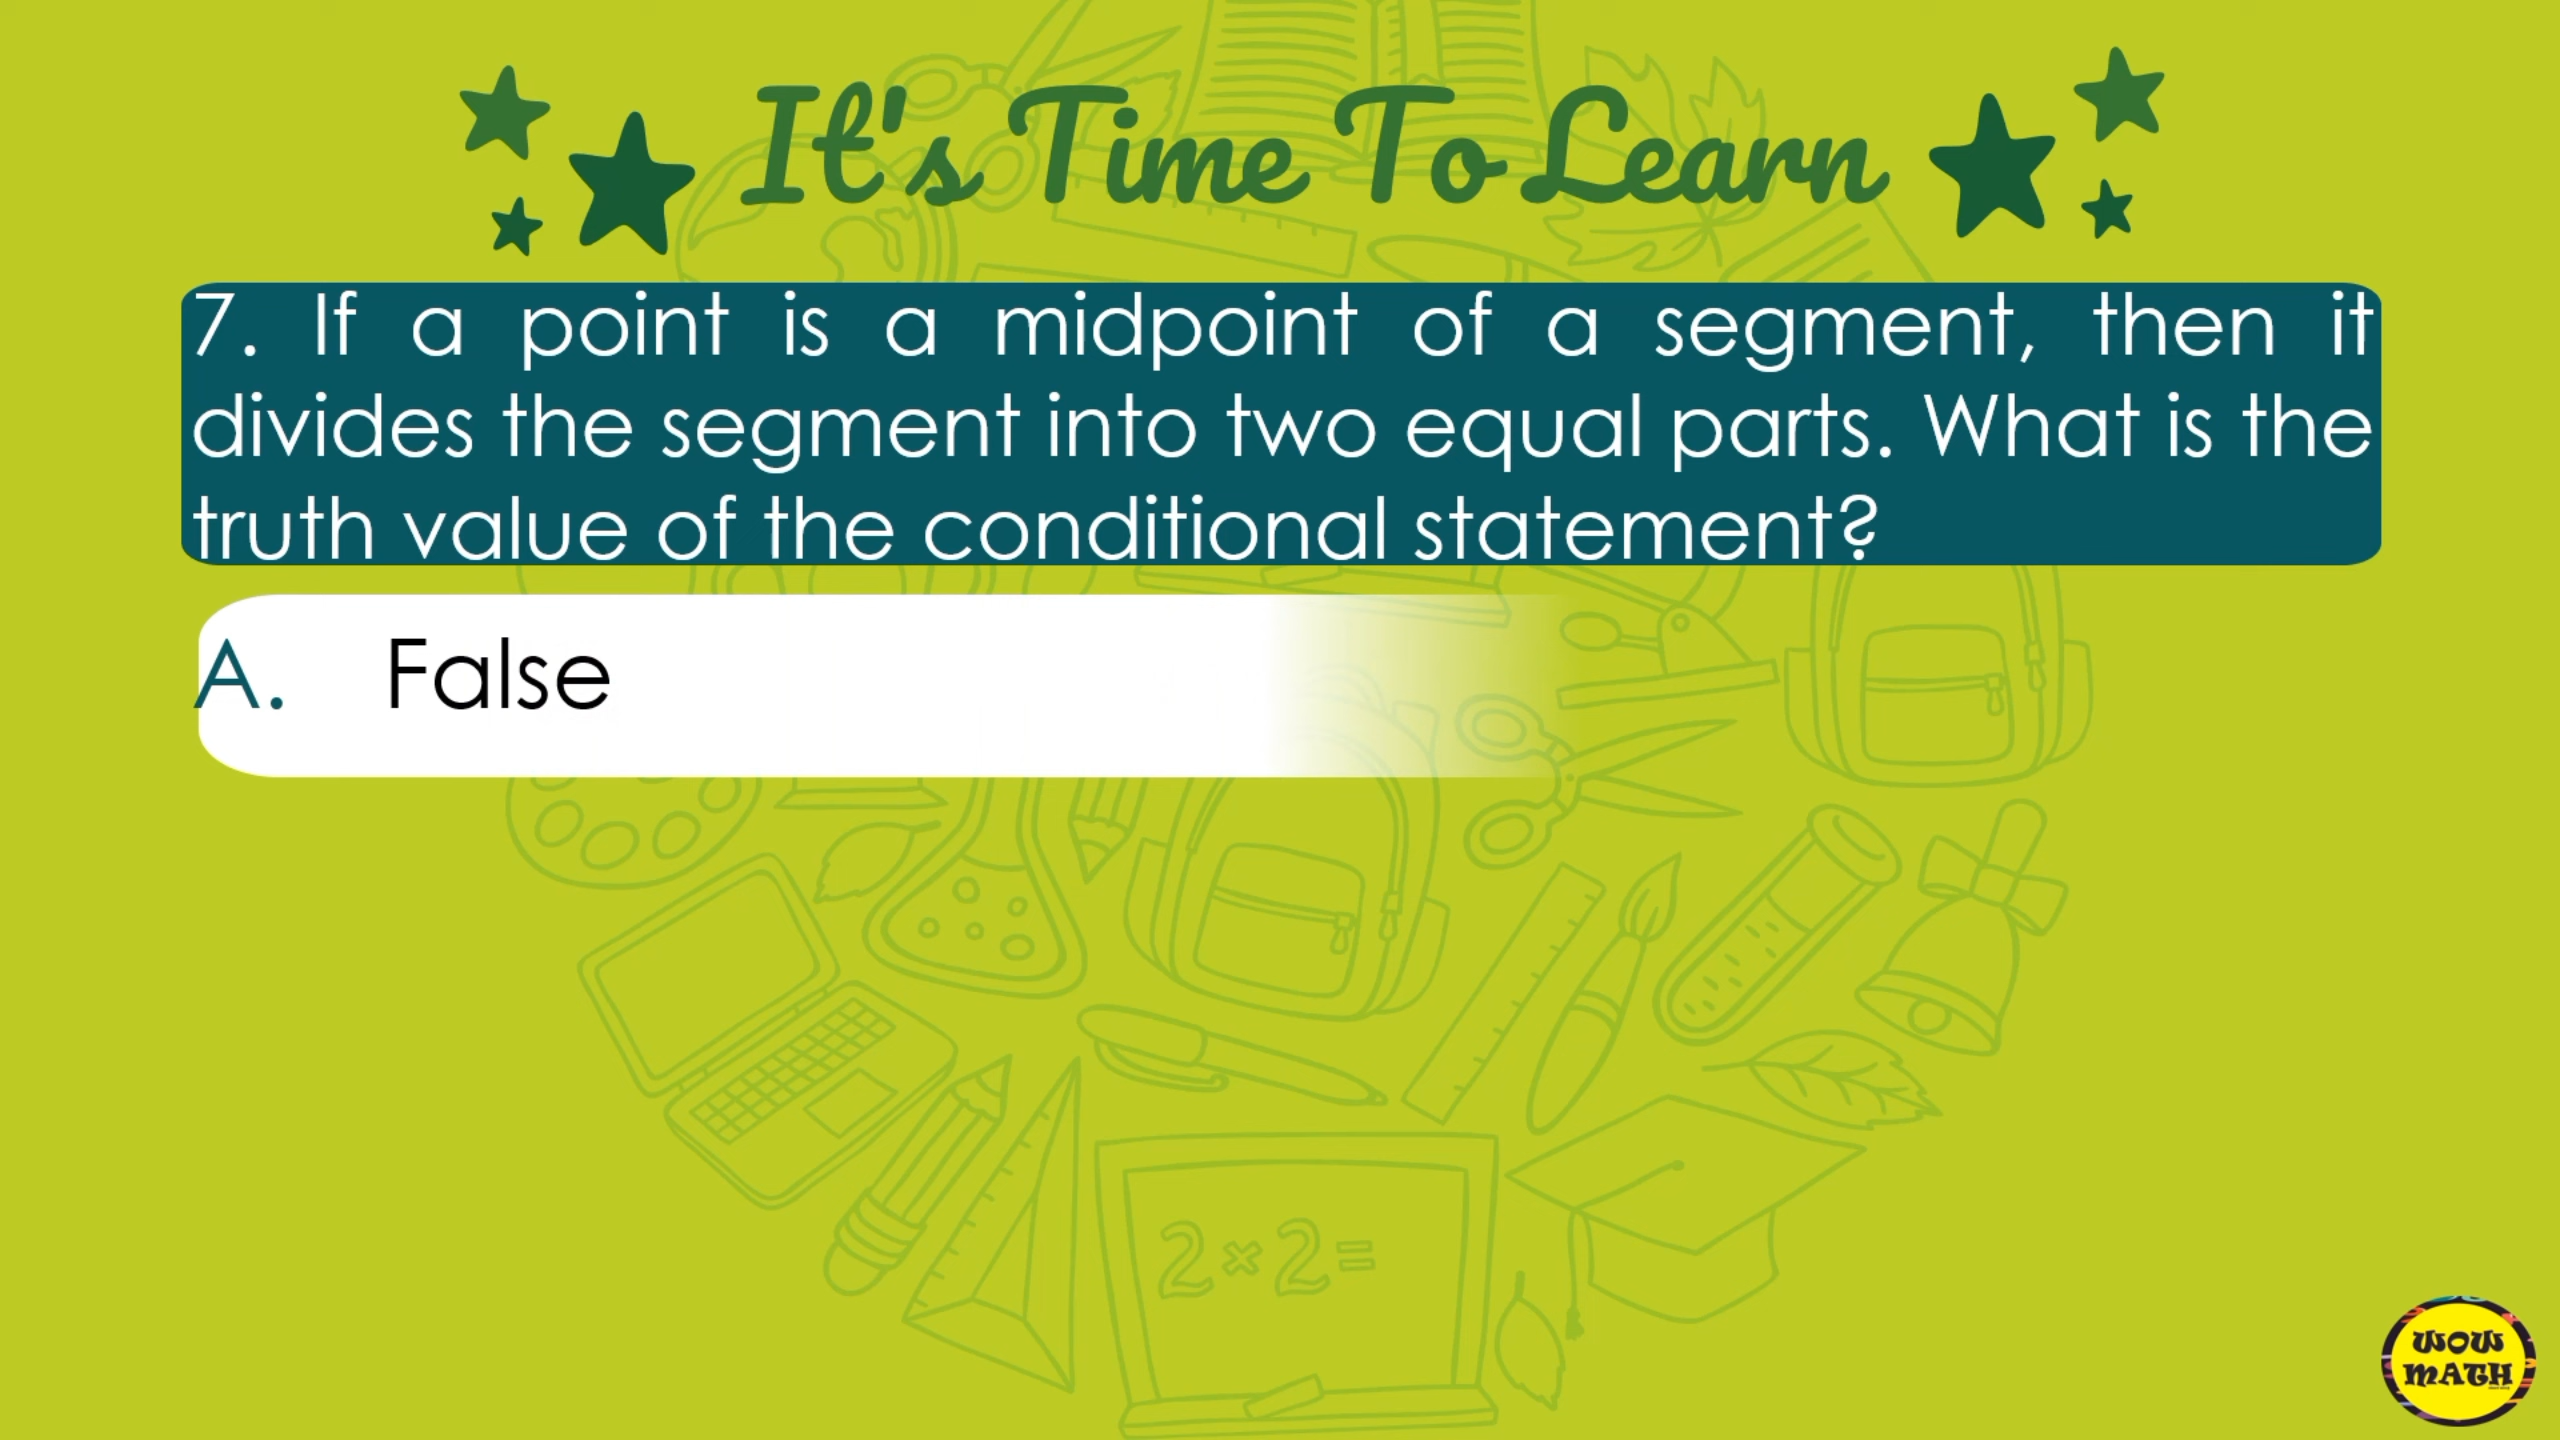 It's Time To Learn
7. If a point is a midpoint of a segment, then it
divides the segment into two equal parts. What is the
truth value of the conditional statement?
A. False
2×2=
WOW
MATH